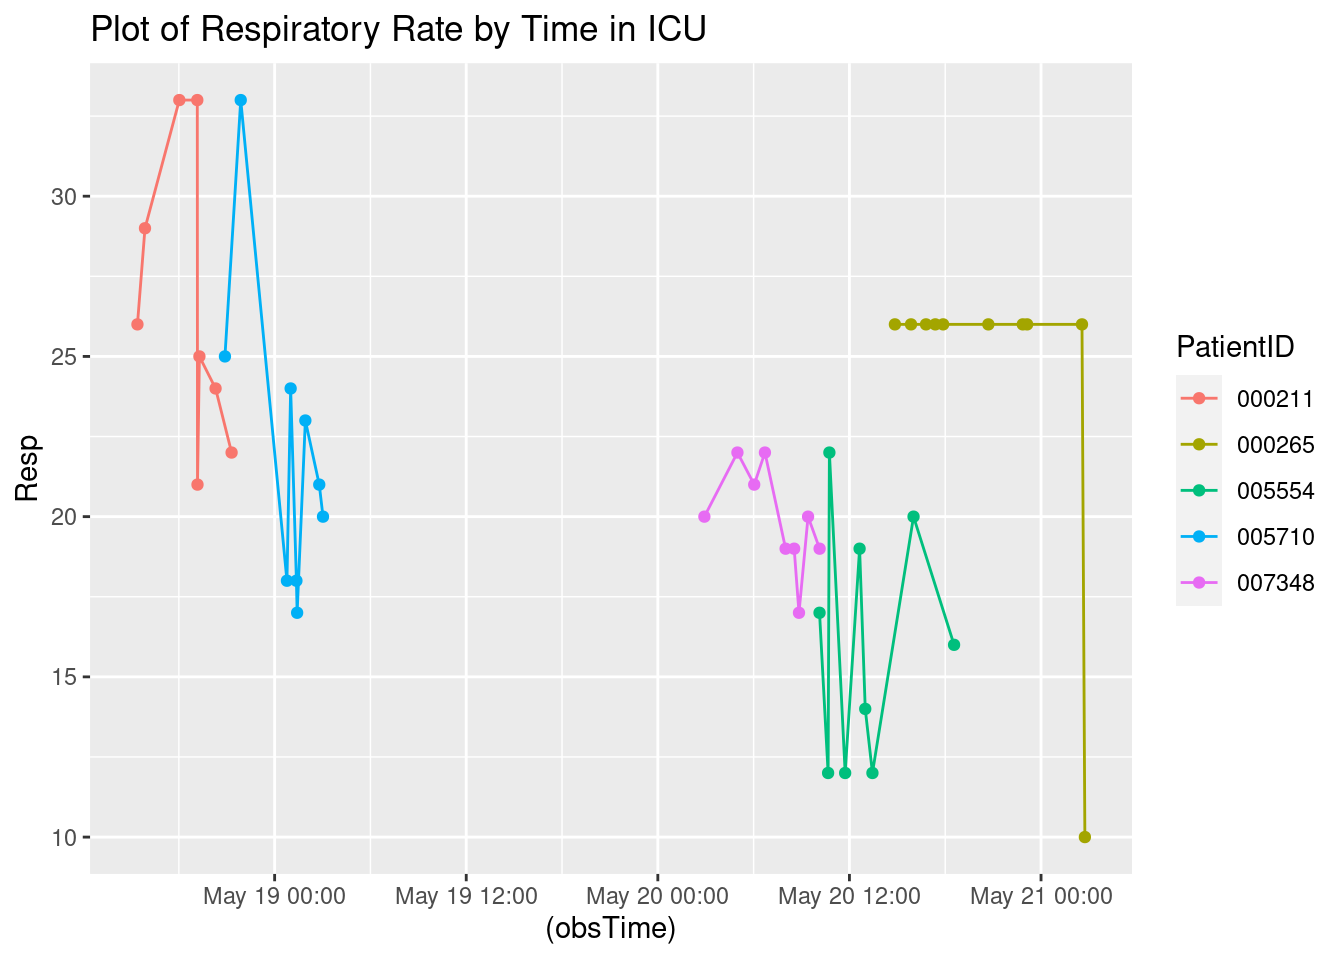 Plot of Respiratory Rate by Time in ICU
Resp
30
25
20
15
10
May 19 00:00
May 19 12:00
May 20 00:00
May 20 12:00
May 21 00:00
(obsTime)
PatientID
000211
000265
005554
005710
007348